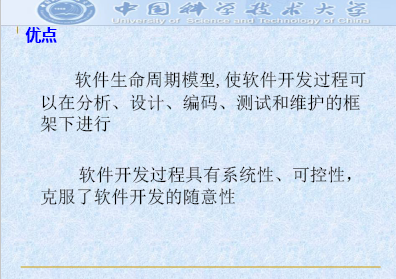 中国科学技术大学
University of Science and Technology of China
优点
软件生命周期模型,使软件开发过程可
以在分析、设计、编码、测试和维护的框
架下进行
软件开发过程具有系统性、可控性，
克服了软件开发的随意性